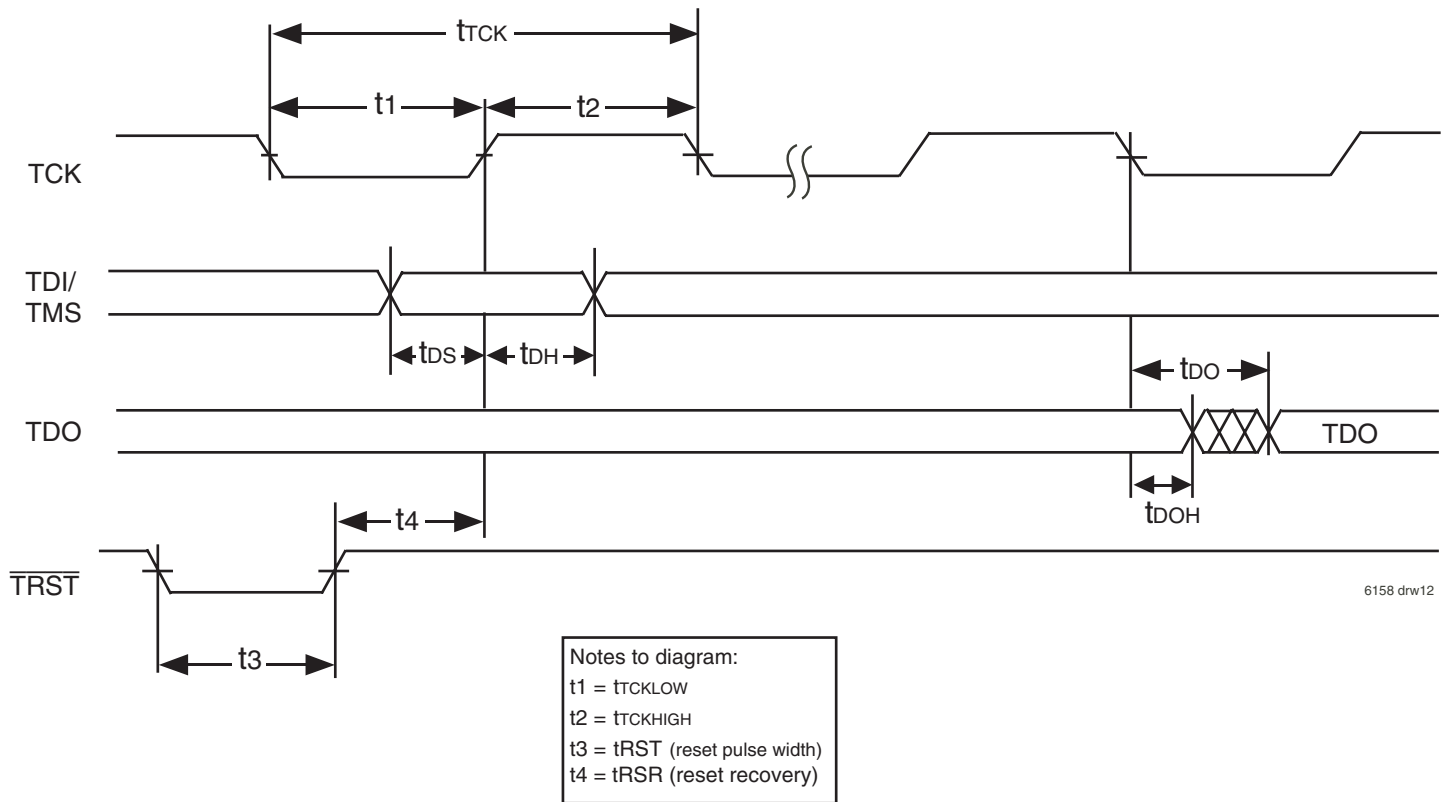 tTCK
t1
t2
TCK
TDI/
TMS
tDS
tDH
tDO
TDO
TDO
tDOH
t4
TRST
6158 drw12
t3
Notes to diagram:
t1 = tTCKLOW
t2 = tTCKHIGH
t3 = tRST (reset pulse width)
t4 = tRSR (reset recovery)